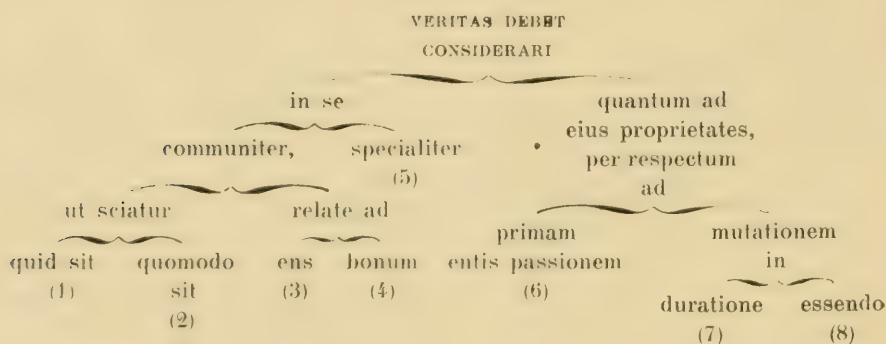 VERITAS DEBET
CONSIDERARI
in se
communiter, specialiter
(5)
quantum ad
eius proprietates,
per respectum
ad
ut sciatur relate ad
quid sit quomodo sit
(1) (2)
ens bonum
(3) (4)
primam
entis passionem
(6)
mutationem
in
duratione essendo
(7) (8)